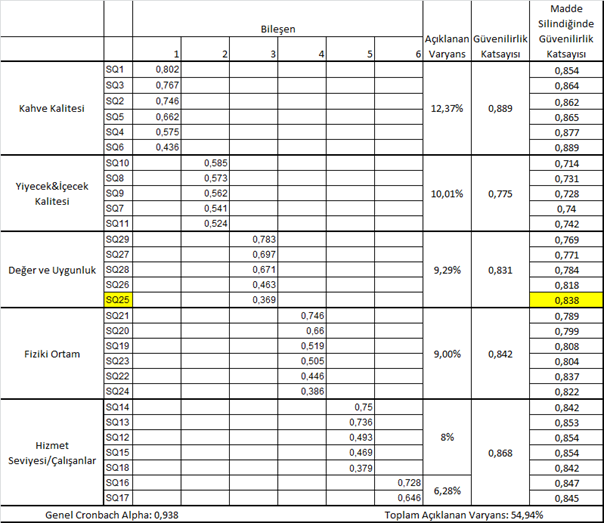 Bileşen
Açıklanan Varyans
Güvenilirlik Katsayısı
Madde Silindiğinde Güvenilirlik Katsayısı
1 2 3 4 5 6
Kahve Kalitesi
SQ1 0,802 0,854
SQ3 0,767 0,864
SQ2 0,746 0,862
SQ5 0,662 0,865
SQ4 0,575 0,877
SQ6 0,436 0,889
12,37% 0,889
Yiyecek&İçecek Kalitesi
SQ10 0,585 0,714
SQ8 0,573 0,731
SQ9 0,562 0,728
SQ7 0,541 0,74
SQ11 0,524 0,742
10,01% 0,775
Değer ve Uygunluk
SQ29 0,783 0,769
SQ27 0,697 0,771
SQ28 0,671 0,784
SQ26 0,463 0,818
SQ25 0,369 0,838
9,29% 0,831
Fiziki Ortam
SQ21 0,746 0,789
SQ20 0,66 0,799
SQ19 0,519 0,808
SQ23 0,505 0,804
SQ22 0,446 0,837
SQ24 0,386 0,822
9,00% 0,842
Hizmet Seviyesi/Çalışanlar
SQ14 0,75 0,842
SQ13 0,736 0,853
SQ12 0,493 0,854
SQ15 0,469 0,854
SQ18 0,379 0,842
8%
SQ16 0,728 0,847
SQ17 0,646 0,845
6,28%
0,868
Genel Cronbach Alpha: 0,938
Toplam Açıklanan Varyans: 54,94%